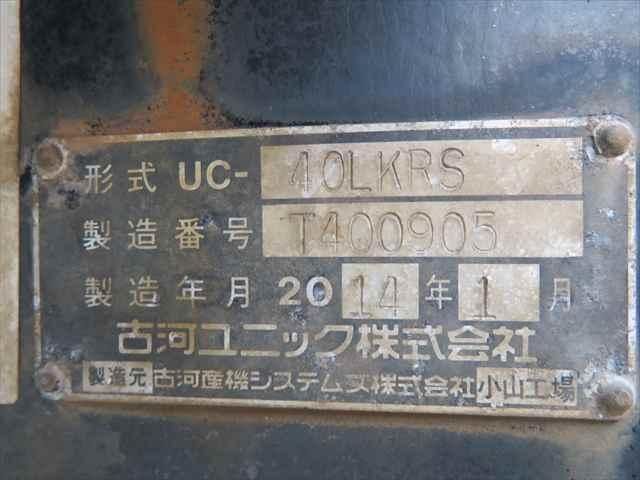 形式 UC- 40LKRS
製造番号 T400905
製造年月 2014年1月
古河ユニック株式会社
製造元 古河産機システムズ株式会社 小山工場